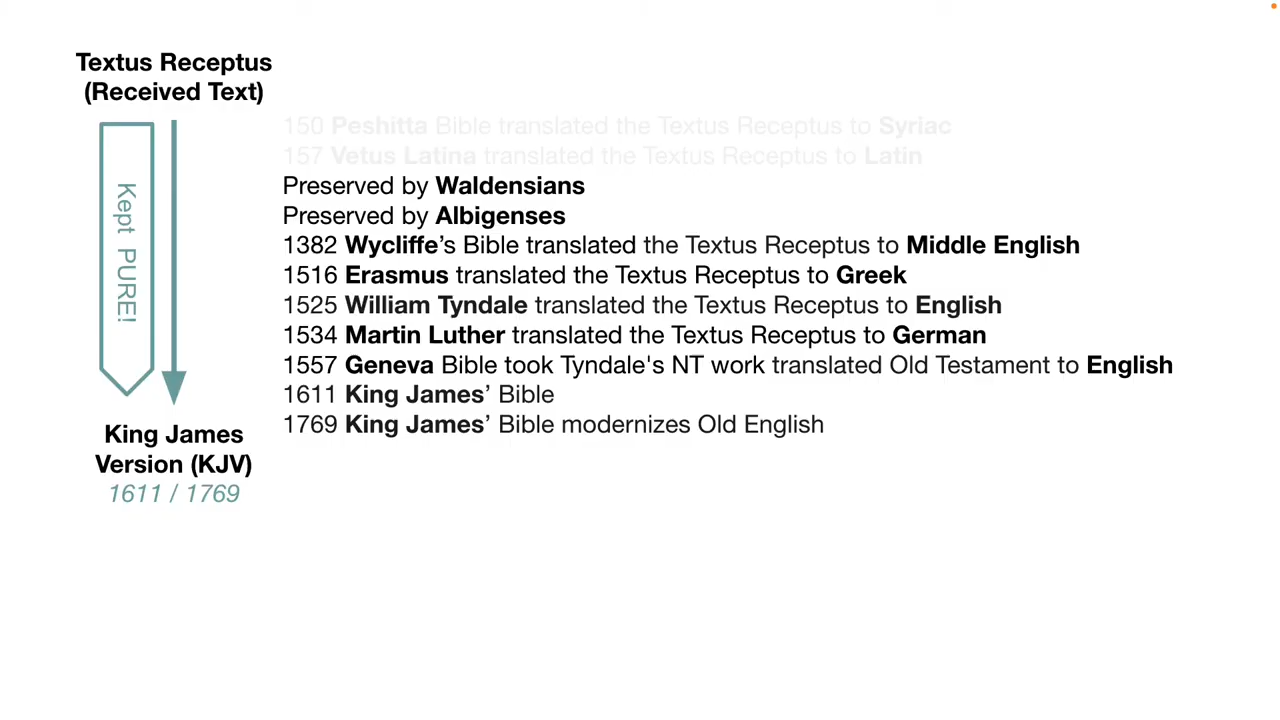 Textus Receptus
(Received Text)
150 Peshitta Bible translated the Textus Receptus to Syriac
157 Vetus Latina translated the Textus Receptus to Latin
Preserved by Waldensians
Preserved by Albigenses
1382 Wycliffe’s Bible translated the Textus Receptus to Middle English
1516 Erasmus translated the Textus Receptus to Greek
1525 William Tyndale translated the Textus Receptus to English
1534 Martin Luther translated the Textus Receptus to German
1557 Geneva Bible took Tyndale's NT work translated Old Testament to English
1611 King James’ Bible
1769 King James’ Bible modernizes Old English
Kept PURE!
King James
Version (KJV)
1611 / 1769